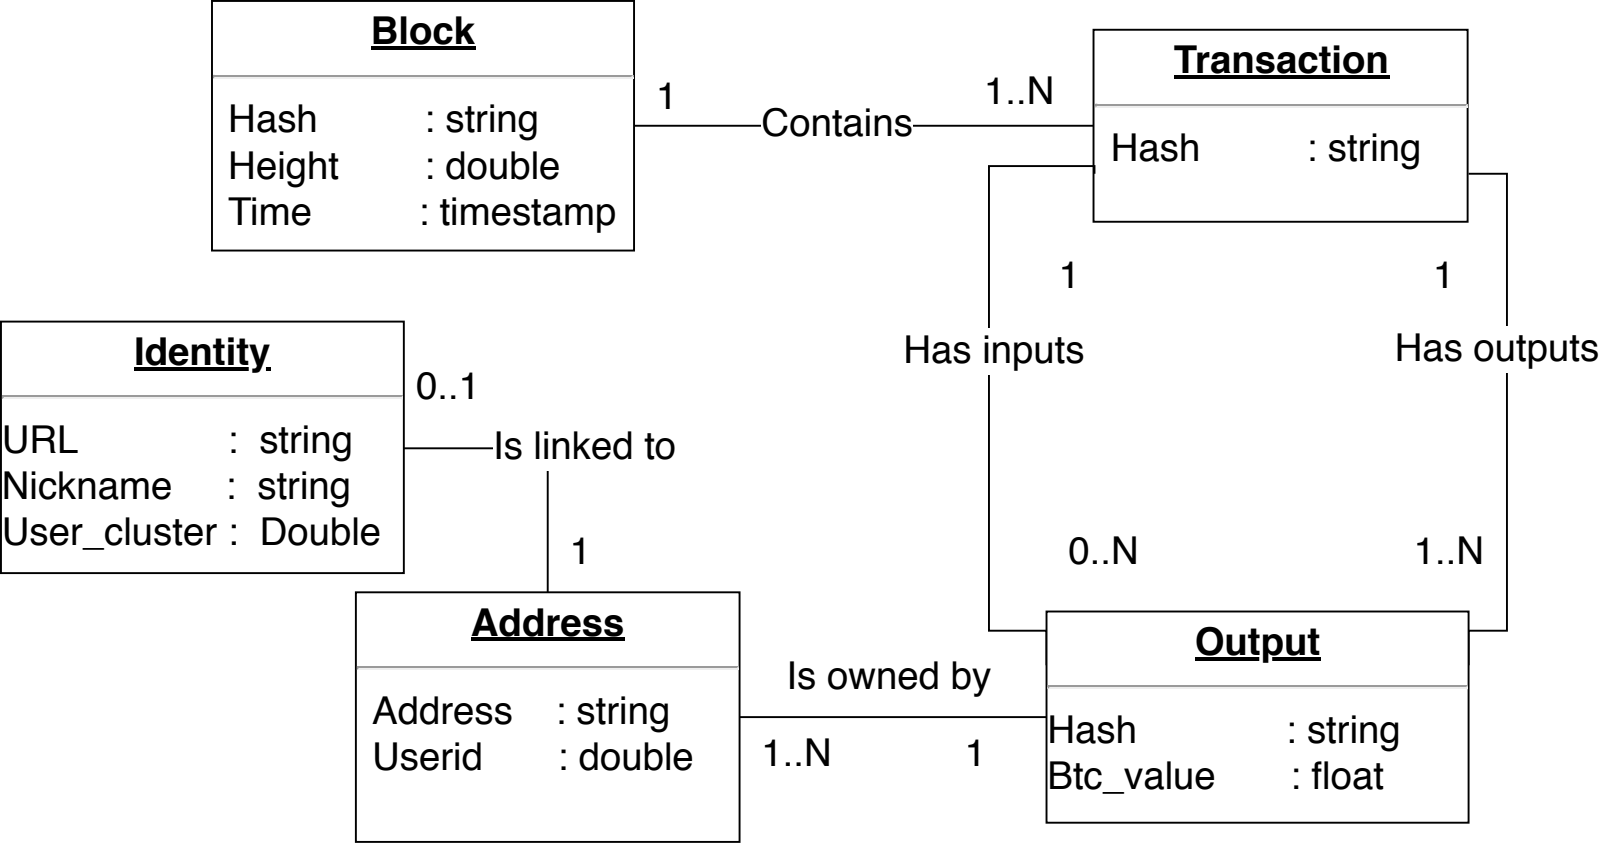 Block
Hash : string
Height : double
Time : timestamp
1
Contains
1..N
Transaction
Hash : string
1
Has inputs
0..N
1
Has outputs
1..N
Identity
URL : string
Nickname : string
User_cluster : Double
0..1
Is linked to
1
Address
Address : string
Userid : double
Is owned by
1..N
1
Output
Hash : string
Btc_value : float